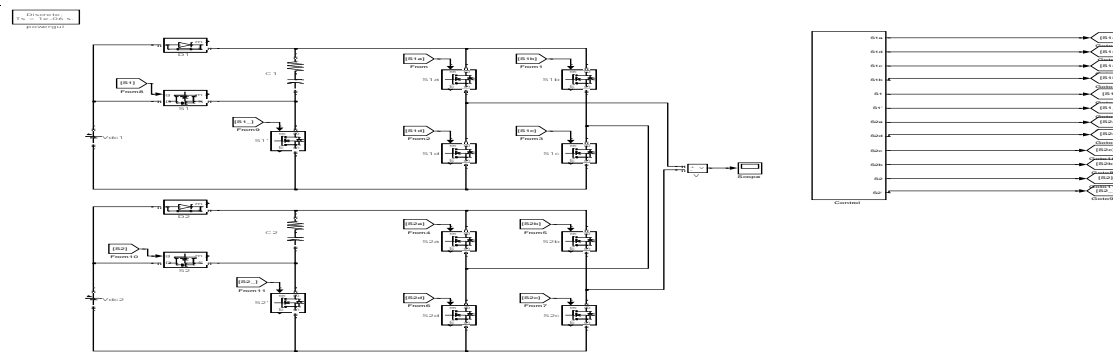 Discrete,
Ts = 1e-06 s.
powergui
D1
C 1
[S1]
From8
S1
[S1_]
From9
S1'
Vdc1
[S1a]
From
S1a
[S1b]
From1
S1b
[S1d]
From2
S1d
[S1c]
From3
S1c
V
Scope
D2
C 2
[S2]
From10
S2
[S2_]
From11
S2'
Vdc2
[S2a]
From4
S2a
[S2b]
From5
S2b
[S2d]
From6
S2d
[S2c]
From7
S2c
S1a
S1d
S1c
S1b
S1
S1'
S2a
S2d
S2c
S2b
S2
S2'
Control